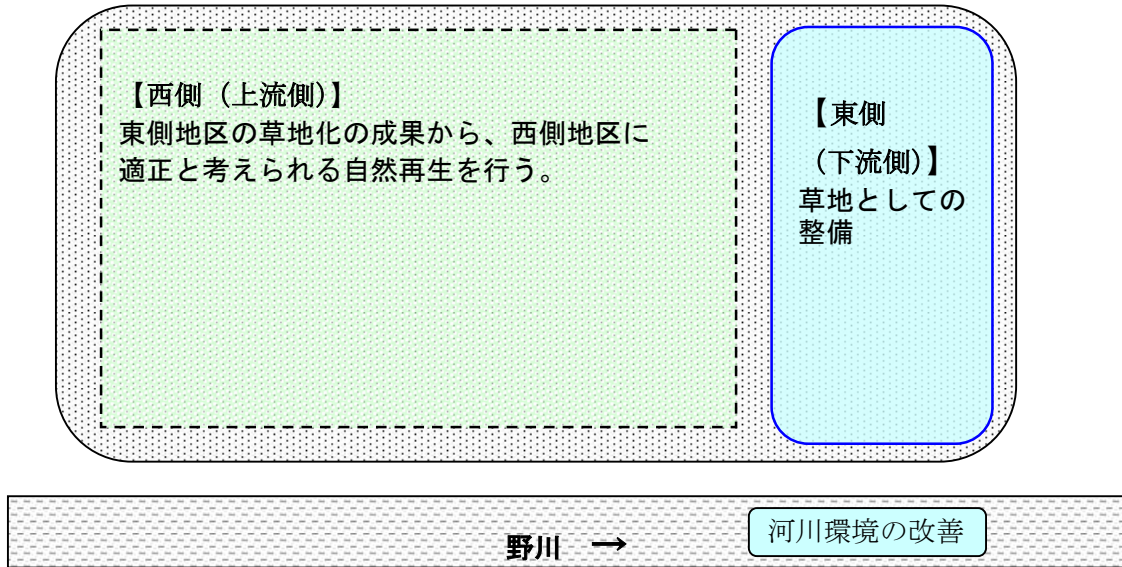 【西側（上流側)】
東側地区の草地化の成果から、西側地区に
適正と考えられる自然再生を行う。
【東側
（下流側)】
草地としての
整備
野川 →
河川環境の改善